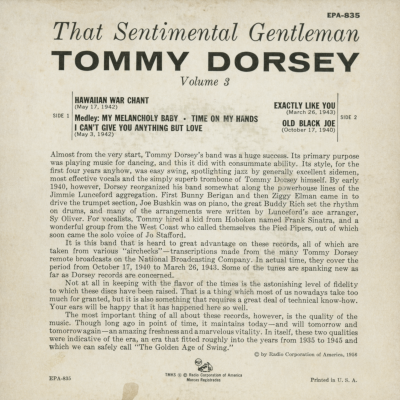 EPA-835
That Sentimental Gentleman
TOMMY DORSEY
Volume 3
SIDE 1
HAWAIIAN WAR CHANT
(May 17, 1942)
Medley: MY MELANCHOLY BABY • TIME ON MY HANDS
I CAN'T GIVE YOU ANYTHING BUT LOVE
(May 3, 1942)
EXACTLY LIKE YOU
(March 26, 1943)
OLD BLACK JOE
(October 17, 1940)
SIDE 2
Almost from the very start, Tommy Dorsey's band was a huge success. Its primary purpose
was playing music for dancing, and this it did with consummate ability. Its style, for the
first four years anyhow, was easy swing, spotlighting jazz by generally excellent sidemen,
most effective vocals and the simply superb trombone of Tommy Dorsey himself. By early
1940, however, Dorsey reorganized his band somewhat along the powerhouse lines of the
Jimmie Lunceford aggregation. First Bunny Berigan and then Ziggy Elman came in to
drive the trumpet section, Joe Bushkin was on piano, the great Buddy Rich set the rhythm
on drums, and many of the arrangements were written by Lunceford's ace arranger,
Sy Oliver. For vocalists, Tommy hired a kid from Hoboken named Frank Sinatra, and a
wonderful group from the West Coast who called themselves the Pied Pipers, out of which
soon came the solo voice of Jo Stafford.
It is this band that is heard to great advantage on these records, all of which are
taken from various "airchecks"—transcriptions made from the many Tommy Dorsey
remote broadcasts on the National Broadcasting Company. In actual time, they cover the
period from October 17, 1940 to March 26, 1943. Some of the tunes are spanking new as
far as Dorsey records are concerned.
Not at all in keeping with the flavor of the times is the astonishing level of fidelity
to which these discs have been raised. That is a thing which most of us nowadays take too
much for granted, but it is also something that requires a great deal of technical know-how.
Your ears will be happy that it has happened here so well.
The most important thing of all about these records, however, is the quality of the
music. Though long ago in point of time, it maintains today—and will tomorrow and
tomorrowagain—an amazing freshness and a marvelous vitality. In itself, these two qualities
were indicative of the era, an era that fitted roughly into the years from 1935 to 1945 and
which we can safely call "The Golden Age of Swing."
© by Radio Corporation of America, 1956
EPA-835
TMKS ® © Radio Corporation of America
Marcas Registradas
Printed in U. S. A.